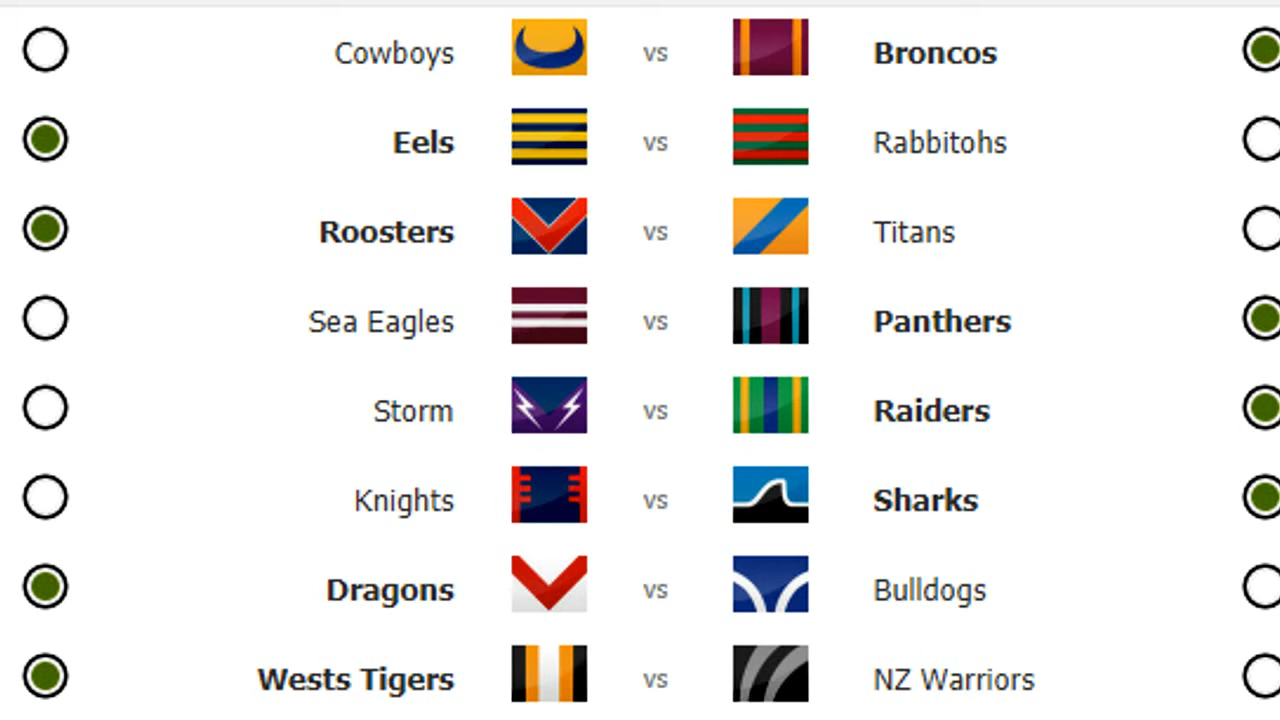 Cowboys vs Broncos
Eels vs Rabbitohs
Roosters vs Titans
Sea Eagles vs Panthers
Storm vs Raiders
Knights vs Sharks
Dragons vs Bulldogs
Wests Tigers vs NZ Warriors